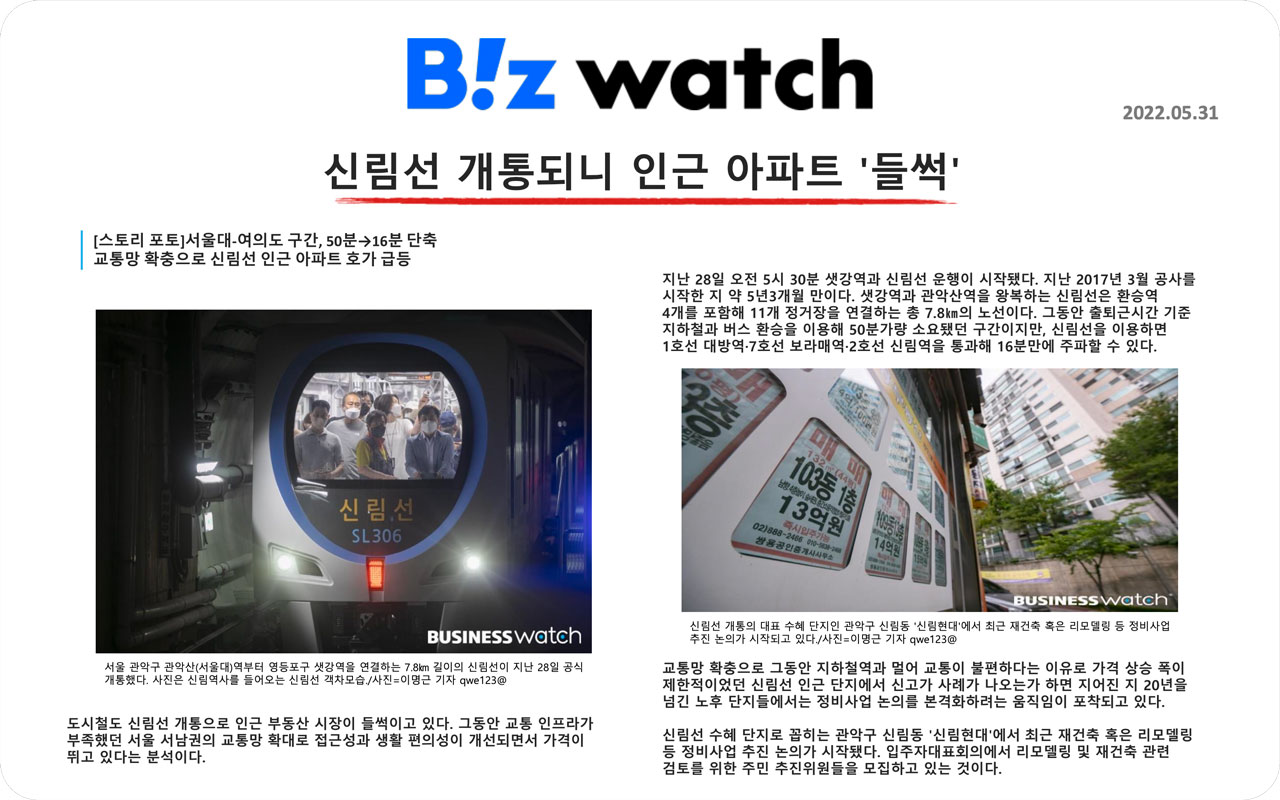 B!z watch
2022.05.31
신림선 개통되니 인근 아파트 '들썩'
[스토리 포토]서울대-여의도 구간, 50분→16분 단축
교통망 확충으로 신림선 인근 아파트 호가 급등
신림선
SL306
BUSINESS watch
서울 관악구 관악산(서울대)역부터 영등포구 샛강역을 연결하는 7.8㎞ 길이의 신림선이 지난 28일 공식
개통했다. 사진은 신림역사를 들어오는 신림선 객차모습./사진=이명근 기자 qwe123@
도시철도 신림선 개통으로 인근 부동산 시장이 들썩이고 있다. 그동안 교통 인프라가
부족했던 서울 서남권의 교통망 확대로 접근성과 생활 편의성이 개선되면서 가격이
뛰고 있다는 분석이다.
지난 28일 오전 5시 30분 샛강역과 신림선 운행이 시작됐다. 지난 2017년 3월 공사를
시작한 지 약 5년3개월 만이다. 샛강역과 관악산역을 왕복하는 신림선은 환승역
4개를 포함해 11개 정거장을 연결하는 총 7.8㎞의 노선이다. 그동안 출퇴근시간 기준
지하철과 버스 환승을 이용해 50분가량 소요됐던 구간이지만, 신림선을 이용하면
1호선 대방역·7호선 보라매역·2호선 신림역을 통과해 16분만에 주파할 수 있다.
층
매매
103동 1층
13억원
즉시입주가능
02)888-2466
쌍용공인중개사사무소
매매
14억원
BUSINESS watch
신림선 개통의 대표 수혜 단지인 관악구 신림동 '신림현대'에서 최근 재건축 혹은 리모델링 등 정비사업
추진 논의가 시작되고 있다./사진=이명근 기자 qwe123@
교통망 확충으로 그동안 지하철역과 멀어 교통이 불편하다는 이유로 가격 상승 폭이
제한적이었던 신림선 인근 단지에서 신고가 사례가 나오는가 하면 지어진 지 20년을
넘긴 노후 단지들에서는 정비사업 논의를 본격화하려는 움직임이 포착되고 있다.
신림선 수혜 단지로 꼽히는 관악구 신림동 '신림현대'에서 최근 재건축 혹은 리모델링
등 정비사업 추진 논의가 시작됐다. 입주자대표회의에서 리모델링 및 재건축 관련
검토를 위한 주민 추진위원들을 모집하고 있는 것이다.